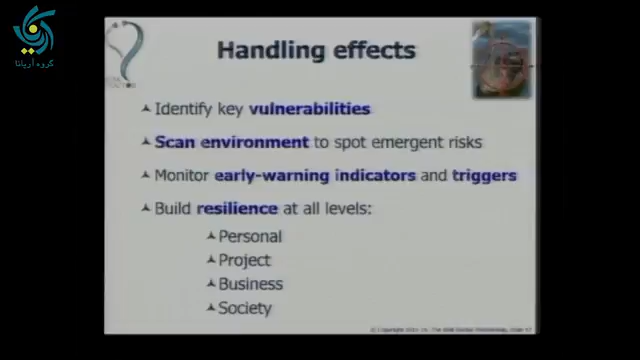 گروه آریانا
Handling effects
Identify key vulnerabilities
Scan environment to spot emergent risks
Monitor early-warning indicators and triggers
Build resilience at all levels:
Personal
Project
Business
Society